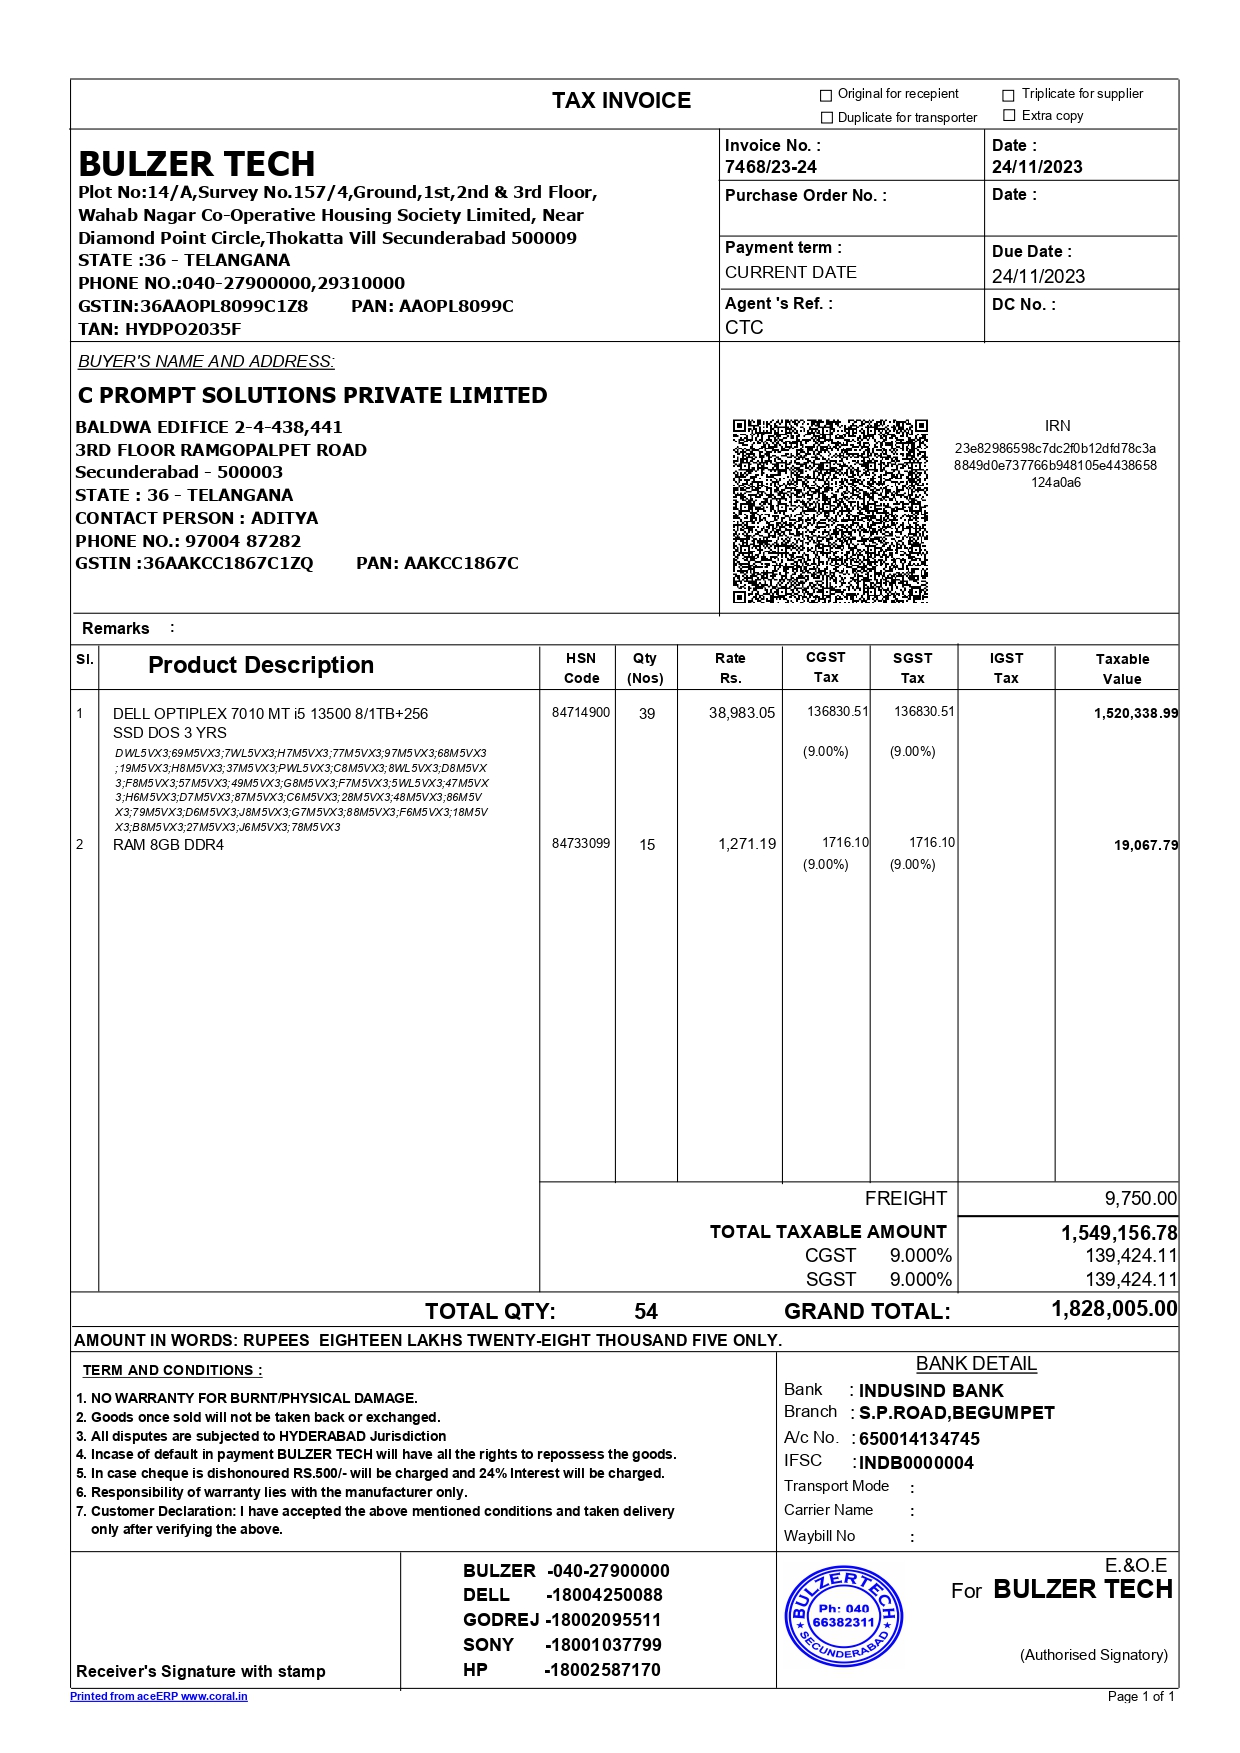 TAX INVOICE
Original for recepient
Triplicate for supplier
Duplicate for transporter
Extra copy
BULZER TECH
Plot No:14/A,Survey No.157/4,Ground,1st,2nd & 3rd Floor,
Wahab Nagar Co-Operative Housing Society Limited, Near
Diamond Point Circle,Thokatta Vill Secunderabad 500009
STATE :36 - TELANGANA
PHONE NO.:040-27900000,29310000
GSTIN:36AAOPL8099C1Z8 PAN: AAOPL8099C
TAN: HYDPO2035F
Invoice No. :
7468/23-24
Date :
24/11/2023
Purchase Order No. :
Date :
Payment term :
CURRENT DATE
Due Date :
24/11/2023
Agent 's Ref. :
CTC
DC No. :
BUYER'S NAME AND ADDRESS:
C PROMPT SOLUTIONS PRIVATE LIMITED
BALDWA EDIFICE 2-4-438,441
3RD FLOOR RAMGOPALPET ROAD
Secunderabad - 500003
STATE : 36 - TELANGANA
CONTACT PERSON : ADITYA
PHONE NO.: 97004 87282
GSTIN :36AAKCC1867C1ZQ PAN: AAKCC1867C
IRN
23e82986598c7dc2f0b12dfd78c3a
8849d0e737766b948105e4438658
124a0a6
Remarks :
Sl. Product Description HSN Code Qty (Nos) Rate Rs. CGST Tax SGST Tax IGST Tax Taxable Value
1 DELL OPTIPLEX 7010 MT i5 13500 8/1TB+256 84714900 39 38,983.05 136830.51 136830.51 1,520,338.99
SSD DOS 3 YRS
(9.00%) (9.00%)
DWL5VX3;69M5VX3;7WL5VX3;H7M5VX3;77M5VX3;97M5VX3;68M5VX3
;19M5VX3;H8M5VX3;37M5VX3;PWL5VX3;C8M5VX3;8WL5VX3;D8M5VX
3;F8M5VX3;57M5VX3;49M5VX3;G8M5VX3;F7M5VX3;5WL5VX3;47M5VX
3;H6M5VX3;D7M5VX3;87M5VX3;C6M5VX3;28M5VX3;48M5VX3;86M5V
X3;79M5VX3;D6M5VX3;J8M5VX3;G7M5VX3;88M5VX3;F6M5VX3;18M5V
X3;B8M5VX3;27M5VX3;J6M5VX3;78M5VX3
2 RAM 8GB DDR4 84733099 15 1,271.19 1716.10 1716.10 19,067.79
(9.00%) (9.00%)
FREIGHT 9,750.00
TOTAL TAXABLE AMOUNT 1,549,156.78
CGST 9.000% 139,424.11
SGST 9.000% 139,424.11
TOTAL QTY: 54 GRAND TOTAL: 1,828,005.00
AMOUNT IN WORDS: RUPEES EIGHTEEN LAKHS TWENTY-EIGHT THOUSAND FIVE ONLY.
TERM AND CONDITIONS :
1. NO WARRANTY FOR BURNT/PHYSICAL DAMAGE.
2. Goods once sold will not be taken back or exchanged.
3. All disputes are subjected to HYDERABAD Jurisdiction
4. Incase of default in payment BULZER TECH will have all the rights to repossess the goods.
5. In case cheque is dishonoured RS.500/- will be charged and 24% Interest will be charged.
6. Responsibility of warranty lies with the manufacturer only.
7. Customer Declaration: I have accepted the above mentioned conditions and taken delivery
only after verifying the above.
BANK DETAIL
Bank : INDUSIND BANK
Branch : S.P.ROAD,BEGUMPET
A/c No. : 650014134745
IFSC : INDB0000004
Transport Mode :
Carrier Name :
Waybill No :
Receiver's Signature with stamp
BULZER -040-27900000
DELL -18004250088
GODREJ -18002095511
SONY -18001037799
HP -18002587170
BULZERTECH
Ph: 040
66382311
★ SECUNDERABAD ★
E.&O.E
For BULZER TECH
(Authorised Signatory)
Printed from aceERP www.coral.in
Page 1 of 1